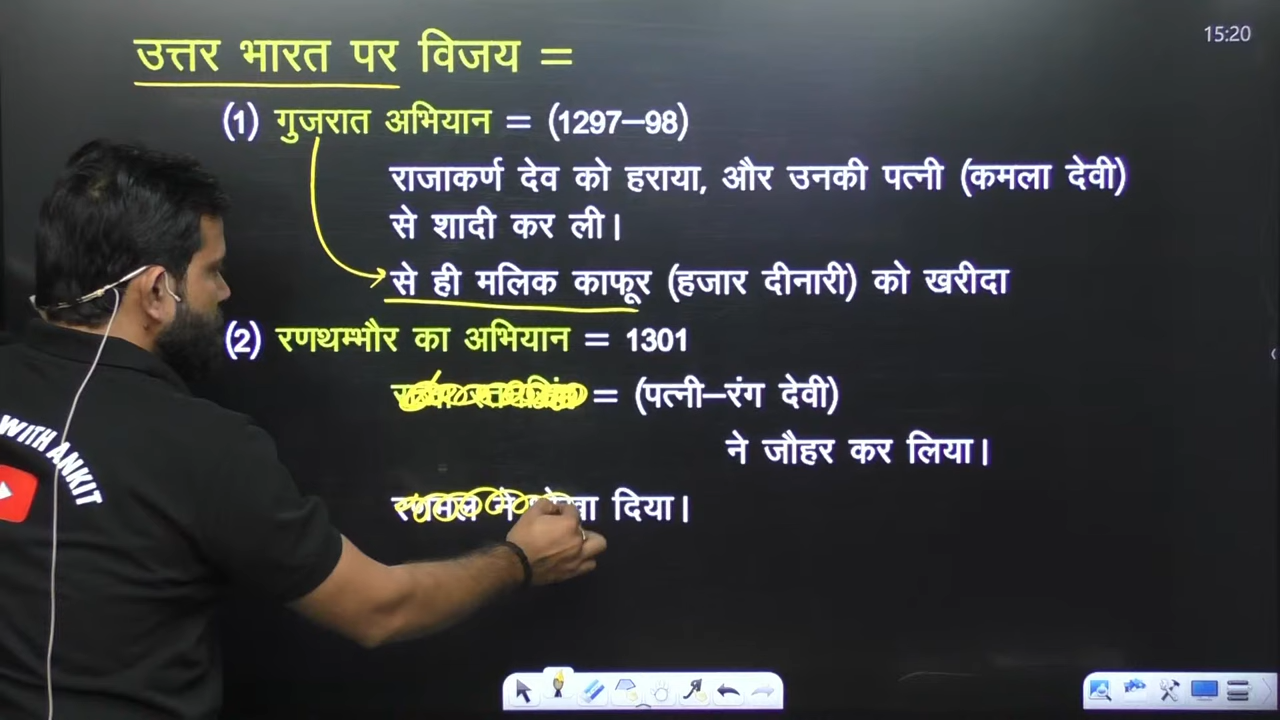 15:20
उत्तर भारत पर विजय =
(1) गुजरात अभियान = (1297–98)
राजाकर्ण देव को हराया, और उनकी पत्नी (कमला देवी)
से शादी कर ली।
से ही मलिक काफूर (हजार दीनारी) को खरीदा
(2) रणथम्भौर का अभियान = 1301
= (पत्नी–रंग देवी)
ने जौहर कर लिया।
रणमल ने दिया।
WITH ANKIT